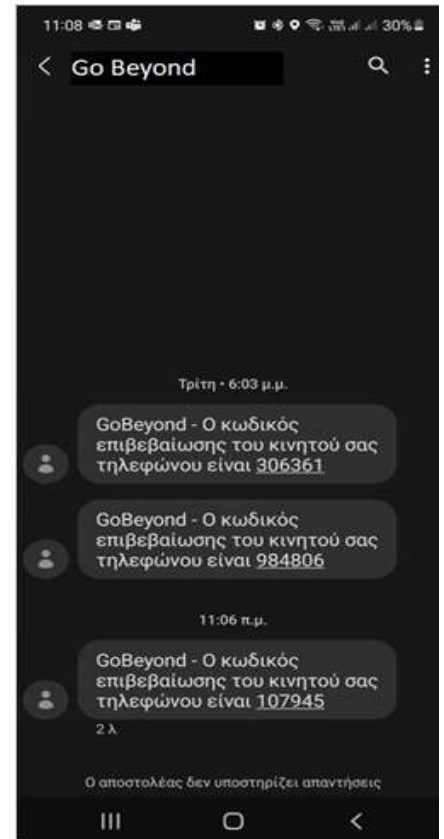 11:08 30%
Go Beyond
Τρίτη • 6:03 μ.μ.
GoBeyond - Ο κωδικός
επιβεβαίωσης του κινητού σας
τηλεφώνου είναι 306361
GoBeyond - Ο κωδικός
επιβεβαίωσης του κινητού σας
τηλεφώνου είναι 984806
11:06 π.μ.
GoBeyond - Ο κωδικός
επιβεβαίωσης του κινητού σας
τηλεφώνου είναι 107945
2 λ
Ο αποστολέας δεν υποστηρίζει απαντήσεις